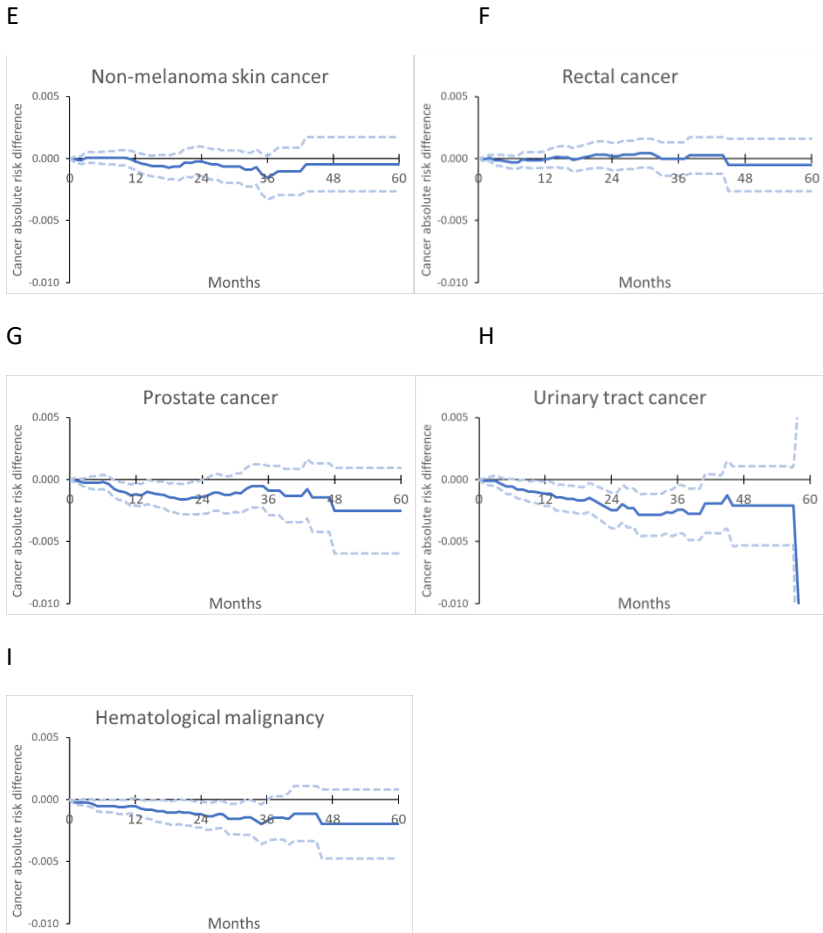 E
F
Non-melanoma skin cancer
Cancer absolute risk difference
0.005
0.000
-0.005
-0.010
0
12
24
36
48
60
Months
Rectal cancer
Cancer absolute risk difference
0.005
0.000
-0.005
-0.010
0
12
24
36
48
60
Months
G
H
Prostate cancer
Cancer absolute risk difference
0.005
0.000
-0.005
-0.010
0
12
24
36
48
60
Months
Urinary tract cancer
Cancer absolute risk difference
0.005
0.000
-0.005
-0.010
0
12
24
36
48
60
Months
I
Hematological malignancy
Cancer absolute risk difference
0.005
0.000
-0.005
-0.010
0
12
24
36
48
60
Months